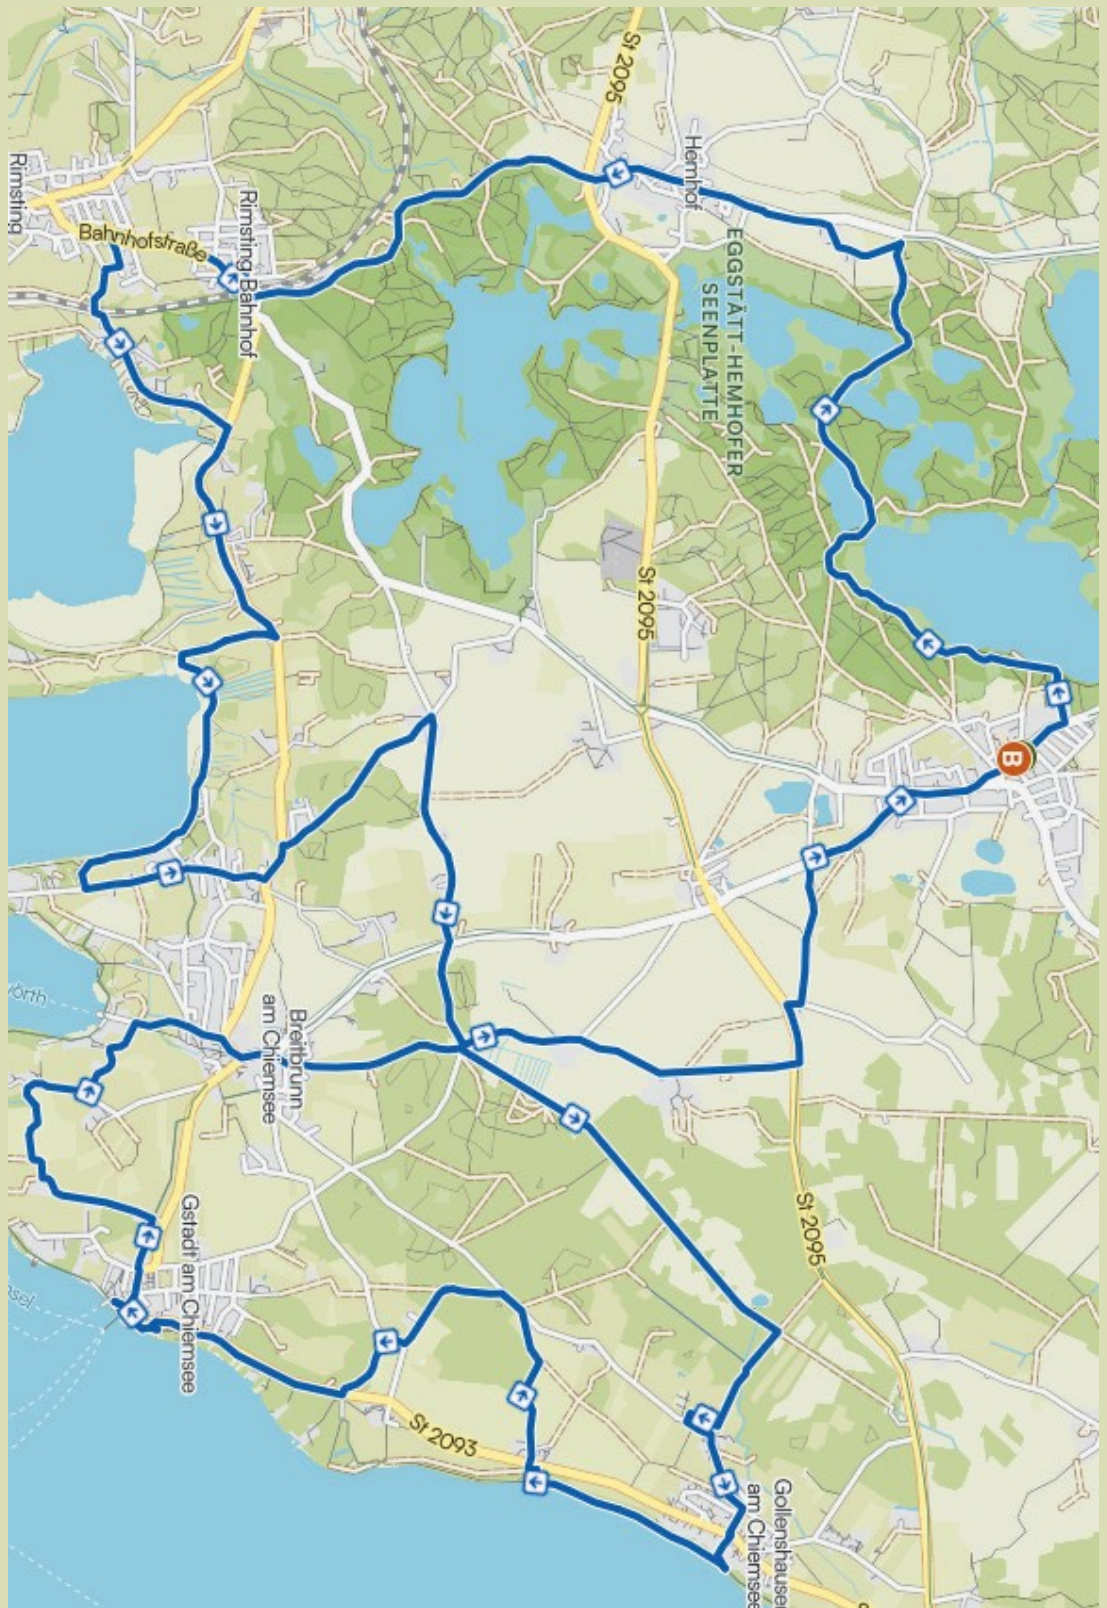 St 2095
Hemhof
Rimsting
Bahnhofstraße
Rimsting Bahnhof
EGGSTÄTT-HEMHOFER
SEENPLATTE
St 2095
B
Breitbrunn
am Chiemsee
St 2095
Gstadt am Chiemsee
St 2093
Gollenshausen
am Chiemsee